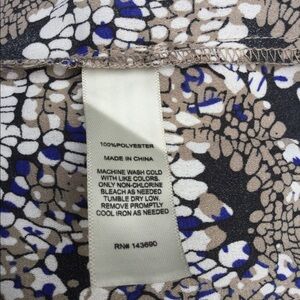 100%POLYESTER
MADE IN CHINA
MACHINE WASH COLD
WITH LIKE COLORS.
ONLY NON-CHLORINE
BLEACH AS NEEDED
TUMBLE DRY LOW.
REMOVE PROMPTLY
COOL IRON AS NEEDED
RN# 143690